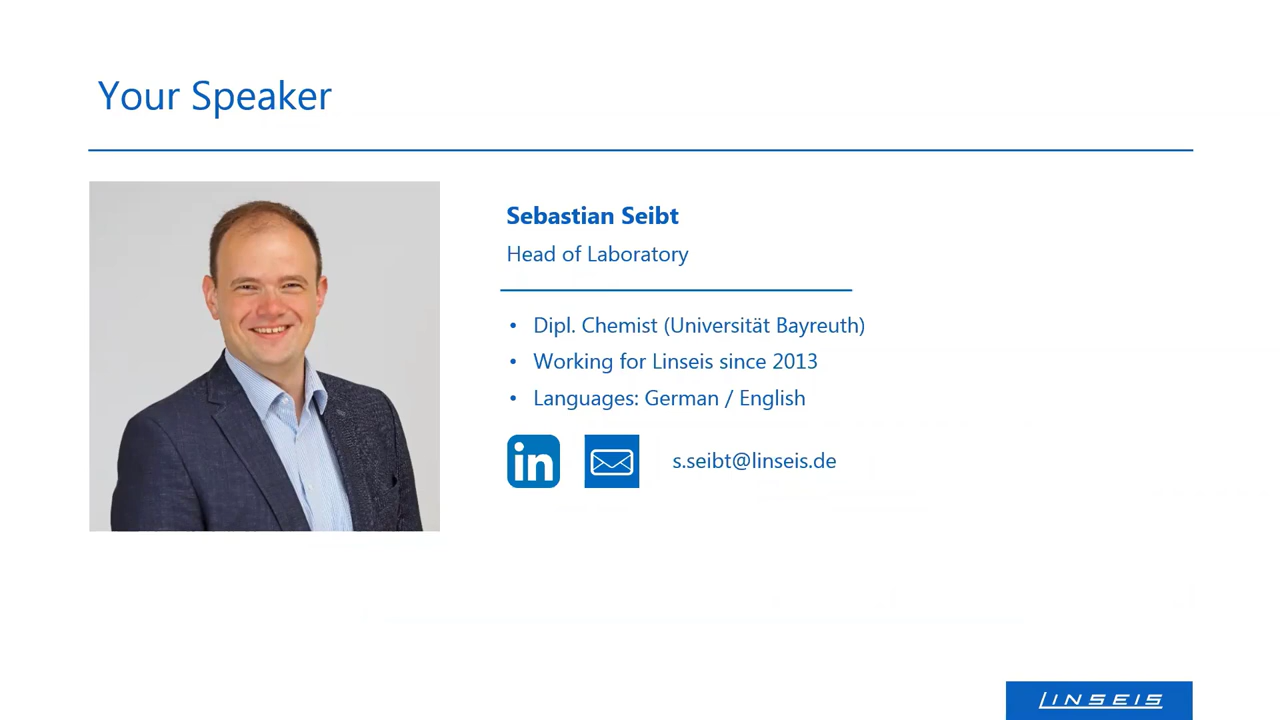 Your Speaker
Sebastian Seibt
Head of Laboratory
• Dipl. Chemist (Universität Bayreuth)
• Working for Linseis since 2013
• Languages: German / English
in
s.seibt@linseis.de
LINSEIS